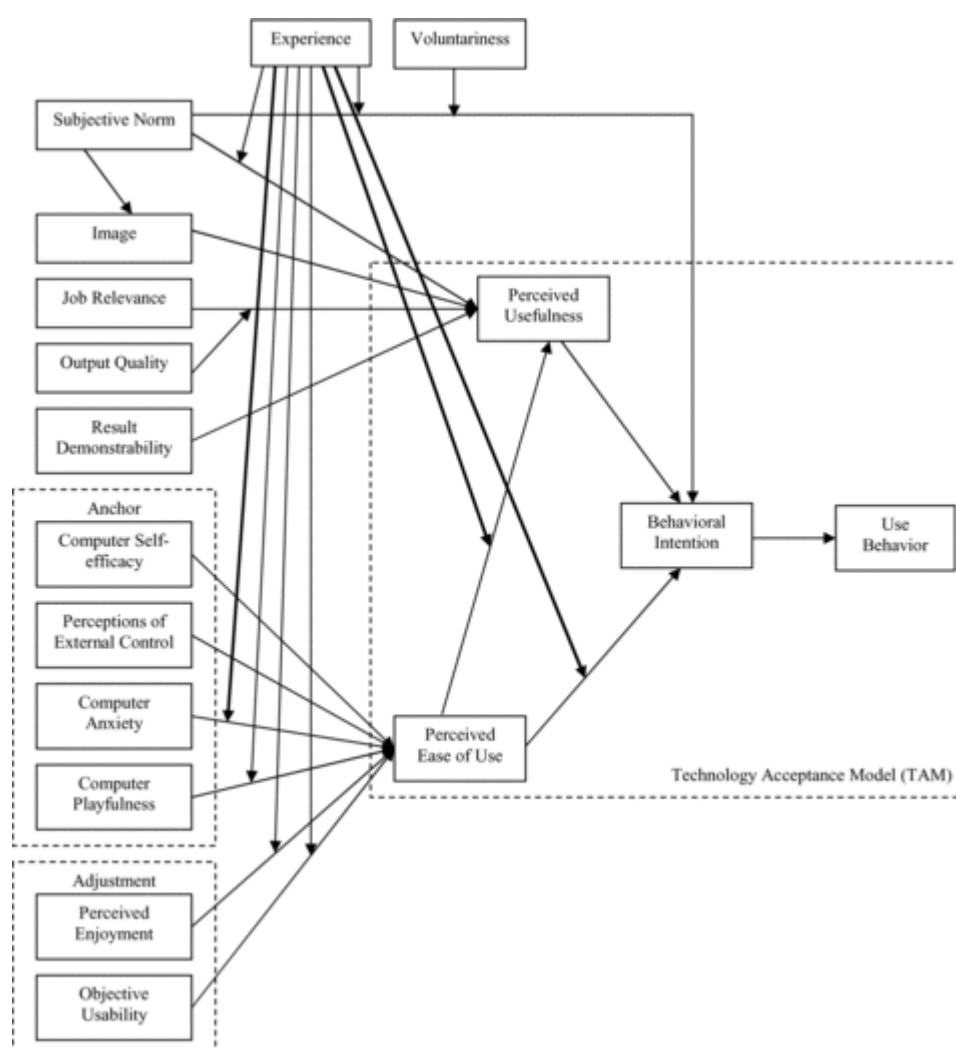 Experience
Voluntariness
Subjective Norm
Image
Job Relevance
Perceived
Usefulness
Output Quality
Result
Demonstrability
Anchor
Computer Self-
efficacy
Behavioral
Intention
Use
Behavior
Perceptions of
External Control
Computer
Anxiety
Perceived
Ease of Use
Technology Acceptance Model (TAM)
Computer
Playfulness
Adjustment
Perceived
Enjoyment
Objective
Usability